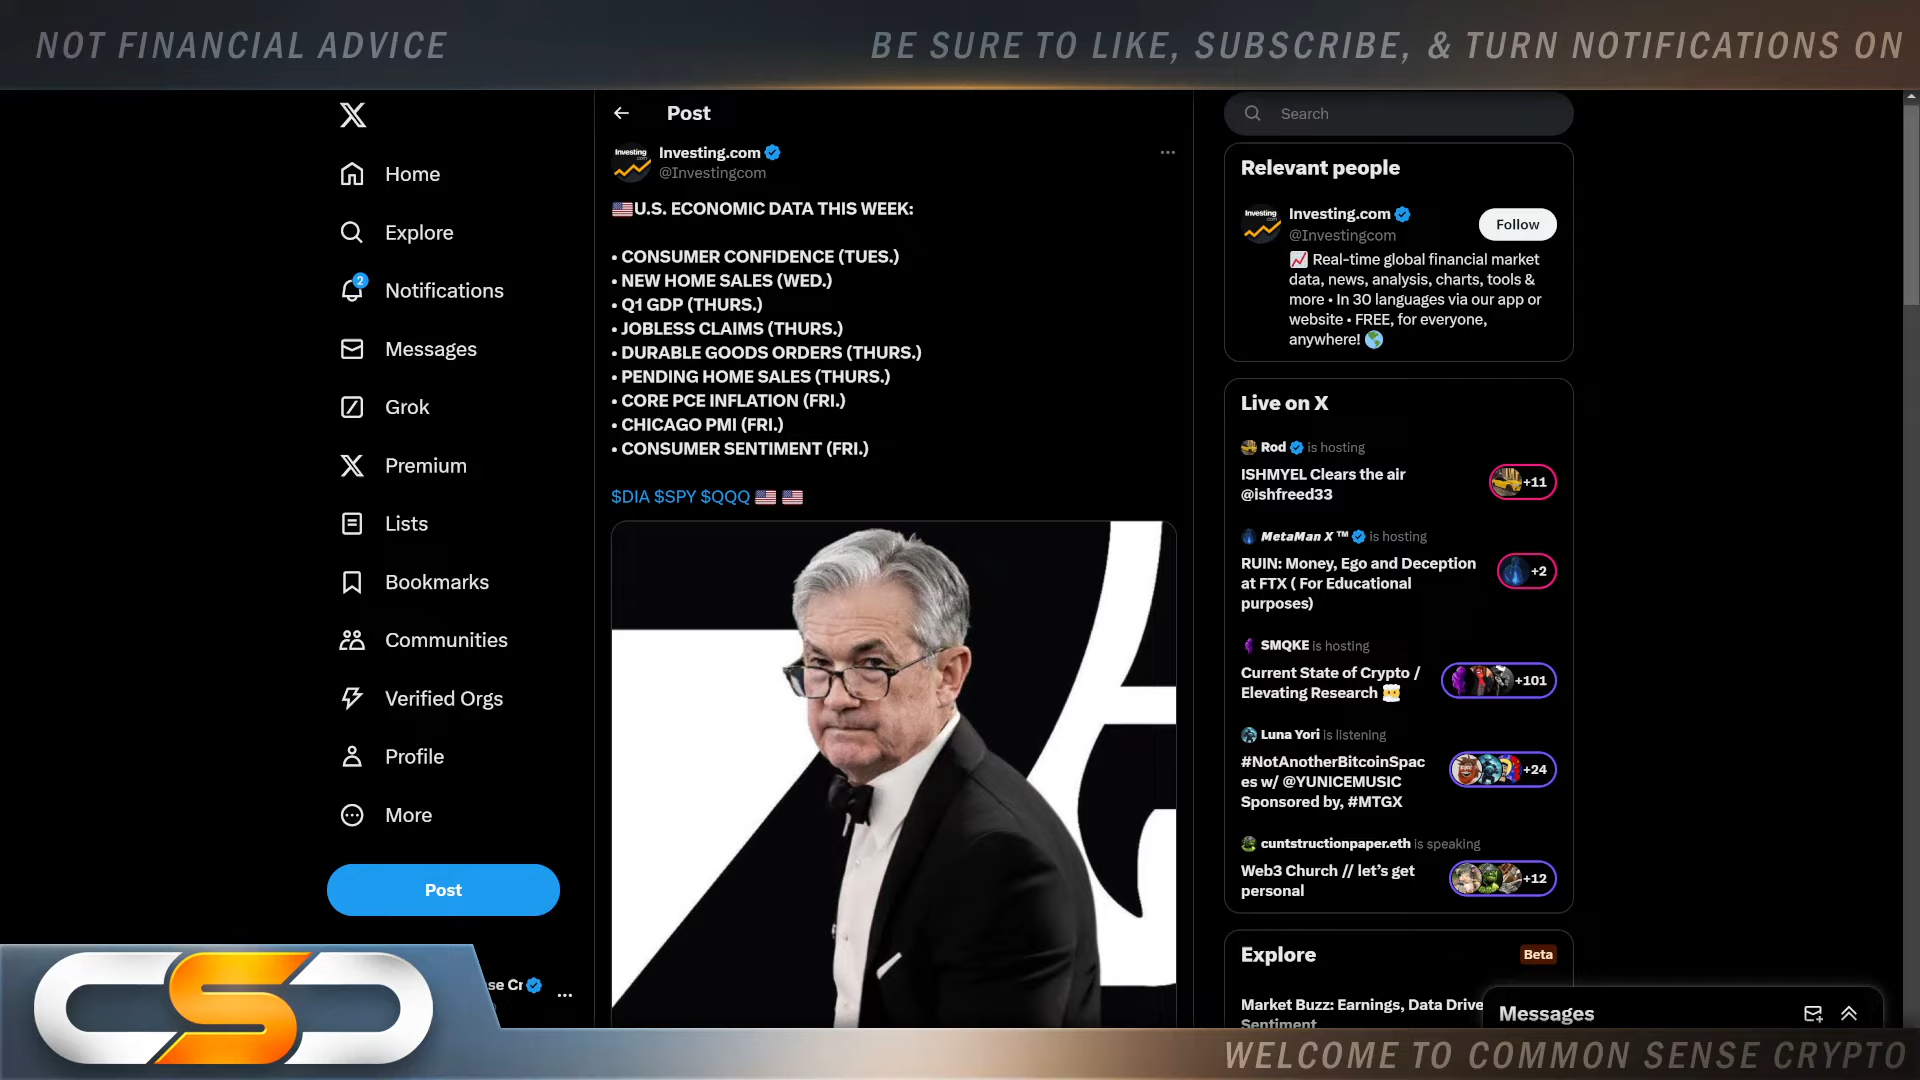 NOT FINANCIAL ADVICE
BE SURE TO LIKE, SUBSCRIBE, & TURN NOTIFICATIONS ON
Home
Explore
2
Notifications
Messages
Grok
Premium
Lists
Bookmarks
Communities
Verified Orgs
Profile
More
Post
se Cr
Post
Investing.com
@Investingcom
U.S. ECONOMIC DATA THIS WEEK:
• CONSUMER CONFIDENCE (TUES.)
• NEW HOME SALES (WED.)
• Q1 GDP (THURS.)
• JOBLESS CLAIMS (THURS.)
• DURABLE GOODS ORDERS (THURS.)
• PENDING HOME SALES (THURS.)
• CORE PCE INFLATION (FRI.)
• CHICAGO PMI (FRI.)
• CONSUMER SENTIMENT (FRI.)
$DIA $SPY $QQQ
Search
Relevant people
Investing.com
@Investingcom
Follow
Real-time global financial market
data, news, analysis, charts, tools &
more • In 30 languages via our app or
website • FREE, for everyone,
anywhere!
Live on X
Rod is hosting
ISHMYEL Clears the air
@ishfreed33
+11
MetaMan X ™ is hosting
RUIN: Money, Ego and Deception
at FTX ( For Educational
purposes)
+2
SMQKE is hosting
Current State of Crypto /
Elevating Research
+101
Luna Yori is listening
#NotAnotherBitcoinSpac
es w/ @YUNICEMUSIC
Sponsored by, #MTGX
+24
cuntstructionpaper.eth is speaking
Web3 Church // let's get
personal
+12
Explore
Beta
Market Buzz: Earnings, Data Drive
Sentiment
Messages
CSC
WELCOME TO COMMON SENSE CRYPTO